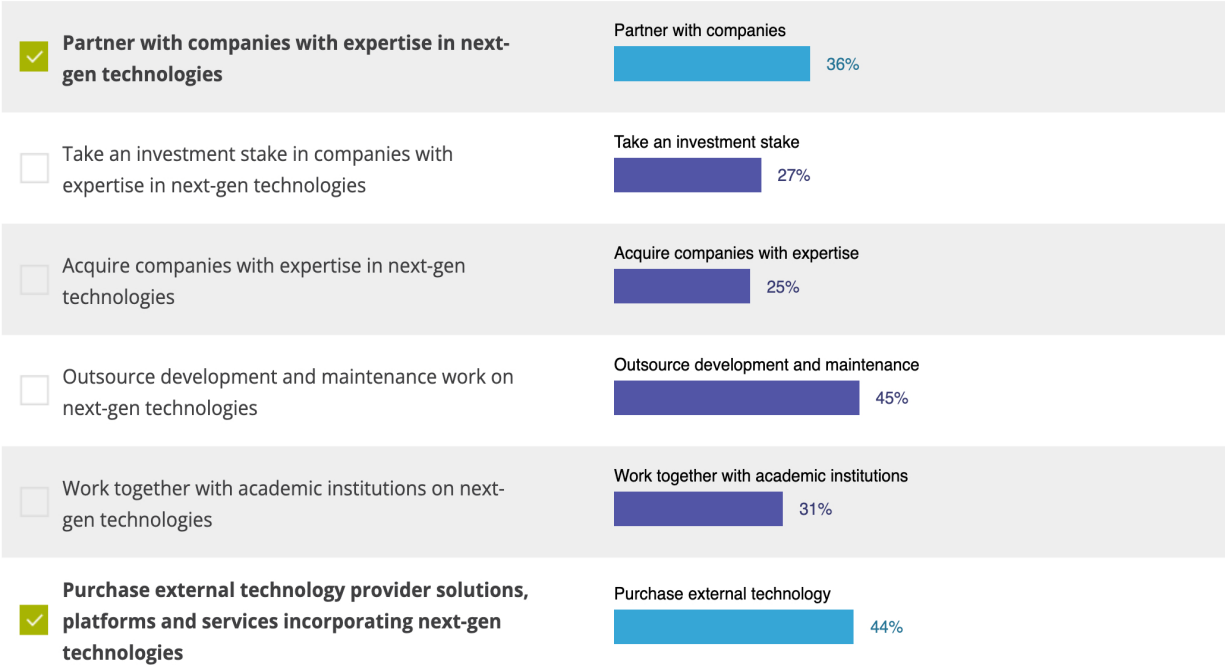 Partner with companies with expertise in next-
gen technologies
Partner with companies
36%
Take an investment stake in companies with
expertise in next-gen technologies
Take an investment stake
27%
Acquire companies with expertise in next-gen
technologies
Acquire companies with expertise
25%
Outsource development and maintenance work on
next-gen technologies
Outsource development and maintenance
45%
Work together with academic institutions on next-
gen technologies
Work together with academic institutions
31%
Purchase external technology provider solutions,
platforms and services incorporating next-gen
technologies
Purchase external technology
44%